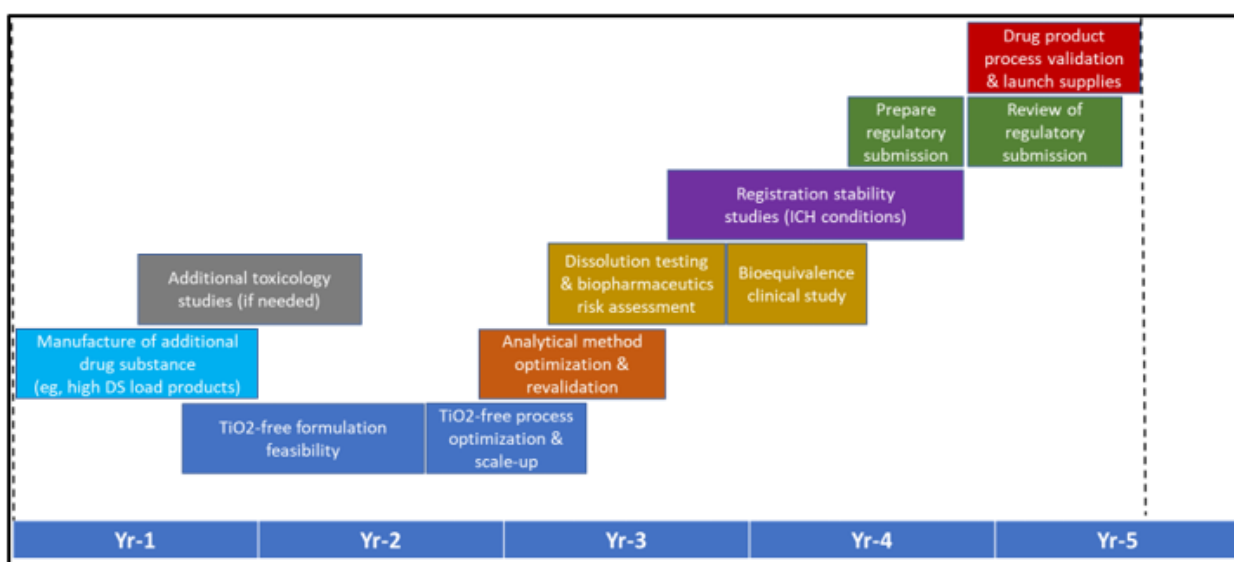 Drug product
process validation
& launch supplies
Prepare
regulatory
submission
Review of
regulatory
submission
Registration stability
studies (ICH conditions)
Additional toxicology
studies (if needed)
Dissolution testing
& biopharmaceutics
risk assessment
Bioequivalence
clinical study
Manufacture of additional
drug substance
(eg, high DS load products)
Analytical method
optimization &
revalidation
TiO2-free formulation
feasibility
TiO2-free process
optimization &
scale-up
Yr-1
Yr-2
Yr-3
Yr-4
Yr-5